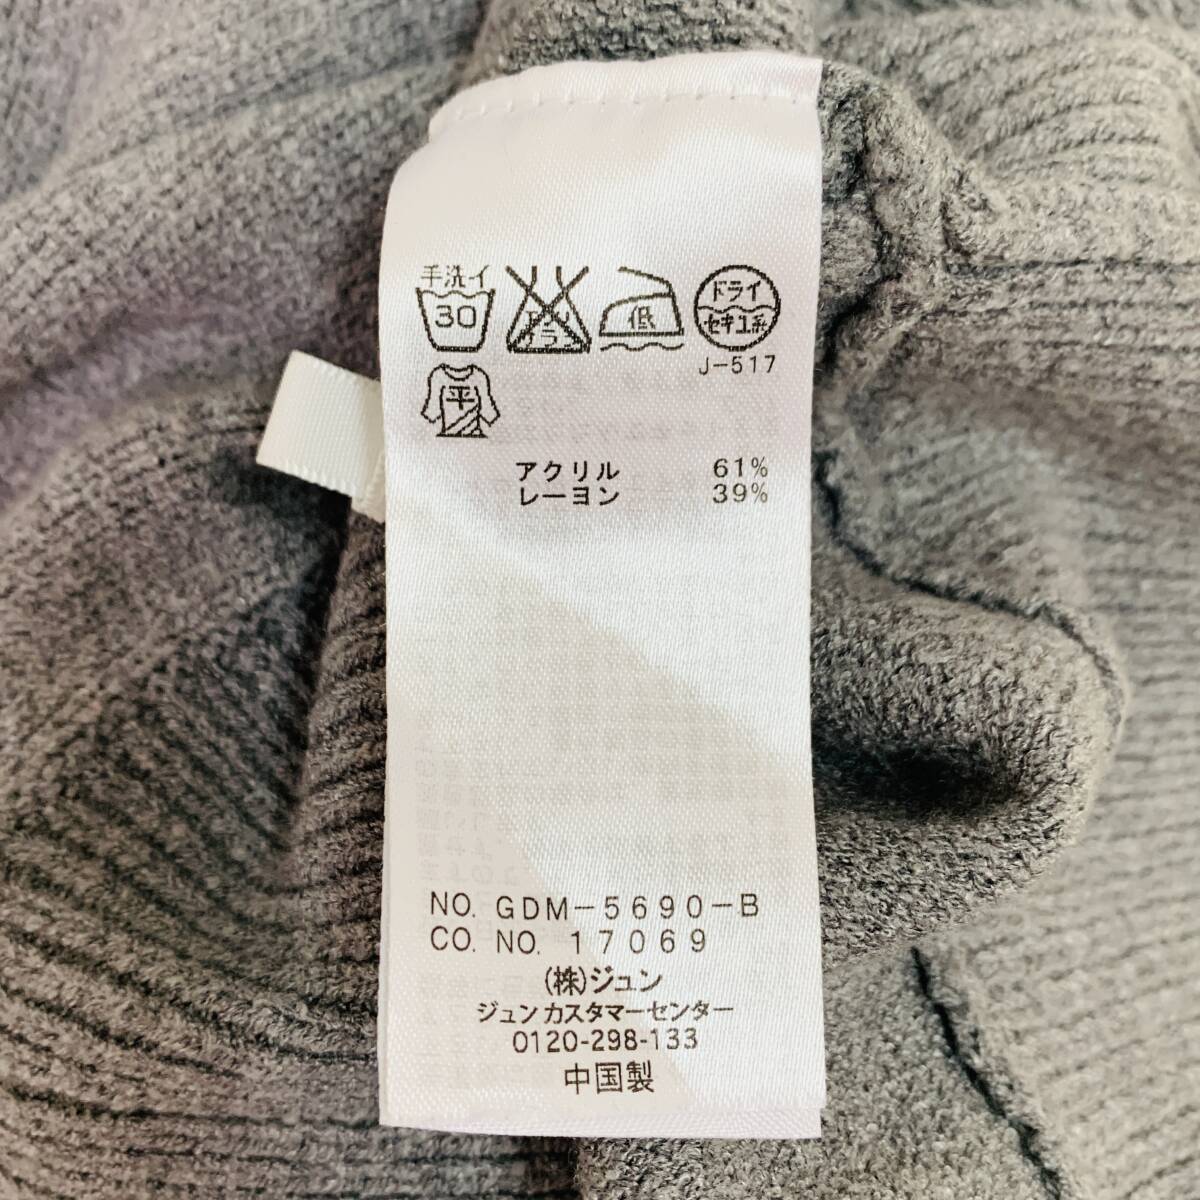 手洗イ
30
エンソ
サラシ
低
ドライ
セキユ系
J-517
平
アクリル 61%
レーヨン 39%
NO. GDM-5690-B
CO. NO. 17069
(株)ジュン
ジュンカスタマーセンター
0120-298-133
中国製